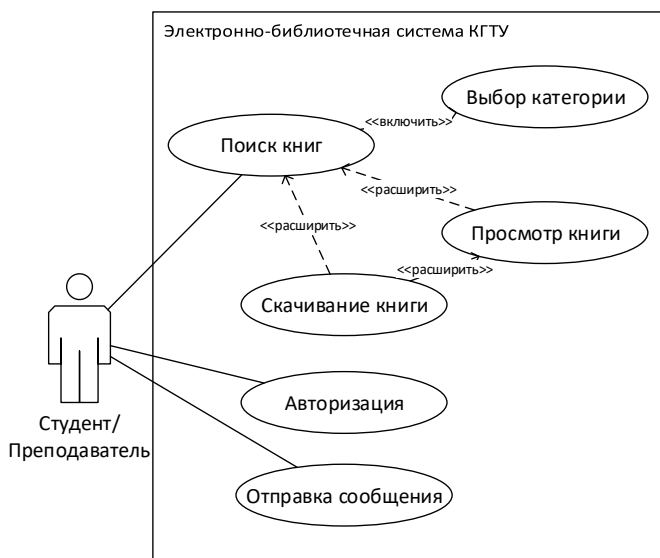 Электронно-библиотечная система КГТУ
Выбор категории
<<включить>>
Поиск книг
<<расширить>>
<<расширить>>
Просмотр книги
<<расширить>>
Скачивание книги
Авторизация
Студент/
Преподаватель
Отправка сообщения